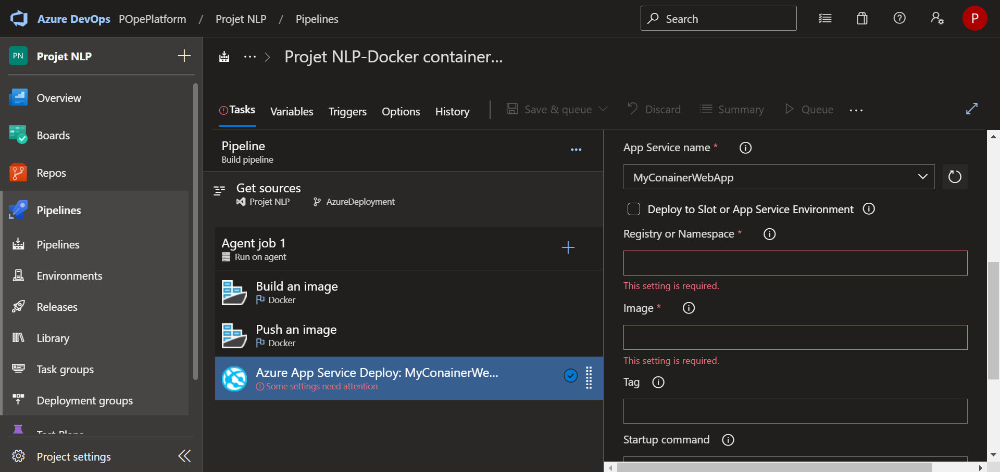 Azure DevOps POpePlatform / Projet NLP / Pipelines
Search
P
PN Projet NLP
Overview
Boards
Repos
Pipelines
Pipelines
Environments
Releases
Library
Task groups
Deployment groups
Test Plans
Project settings
Projet NLP-Docker container...
Tasks Variables Triggers Options History Save & queue Discard Summary Queue
Pipeline
Build pipeline
Get sources
Projet NLP AzureDeployment
Agent job 1
Run on agent
Build an image
Docker
Push an image
Docker
Azure App Service Deploy: MyConainerWe...
Some settings need attention
App Service name *
MyConainerWebApp
Deploy to Slot or App Service Environment
Registry or Namespace *
This setting is required.
Image *
This setting is required.
Tag
Startup command